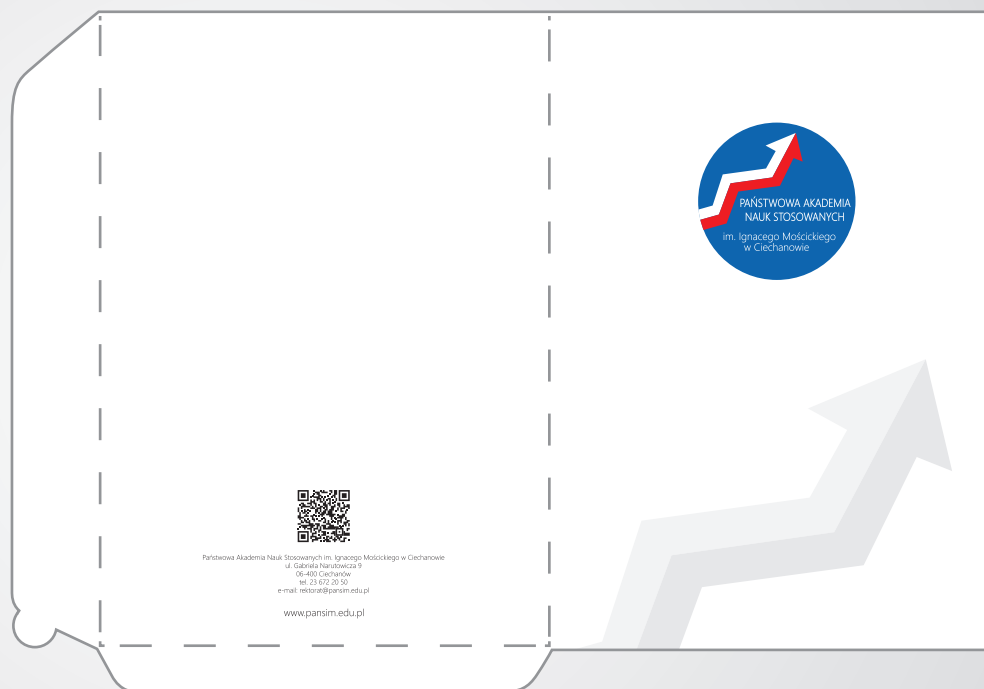 PAŃSTWOWA AKADEMIA
NAUK STOSOWANYCH
im. Ignacego Mościckiego
w Ciechanowie
Państwowa Akademia Nauk Stosowanych im. Ignacego Mościckiego w Ciechanowie
ul. Gabriela Narutowicza 9
06-400 Ciechanów
tel. 23 672 20 50
e-mail: rektorat@pansim.edu.pl
www.pansim.edu.pl